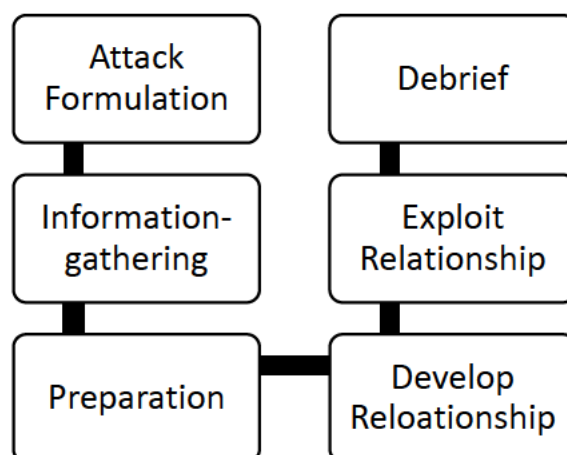 Attack
Formulation
Information-
gathering
Preparation
Develop
Reloationship
Exploit
Relationship
Debrief